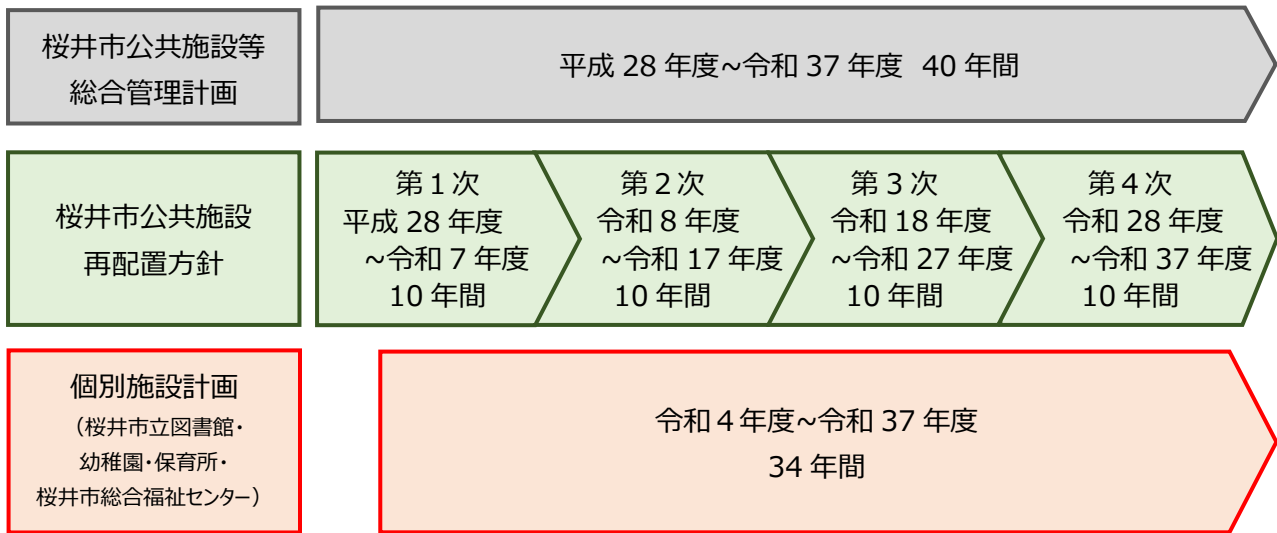 桜井市公共施設等
総合管理計画
平成 28 年度~令和 37 年度 40 年間
桜井市公共施設
再配置方針
第１次
平成 28 年度
~令和 7 年度
10 年間
第２次
令和 8 年度
~令和 17 年度
10 年間
第３次
令和 18 年度
~令和 27 年度
10 年間
第４次
令和 28 年度
~令和 37 年度
10 年間
個別施設計画
（桜井市立図書館・
幼稚園・保育所・
桜井市総合福祉センター）
令和４年度~令和 37 年度
34 年間